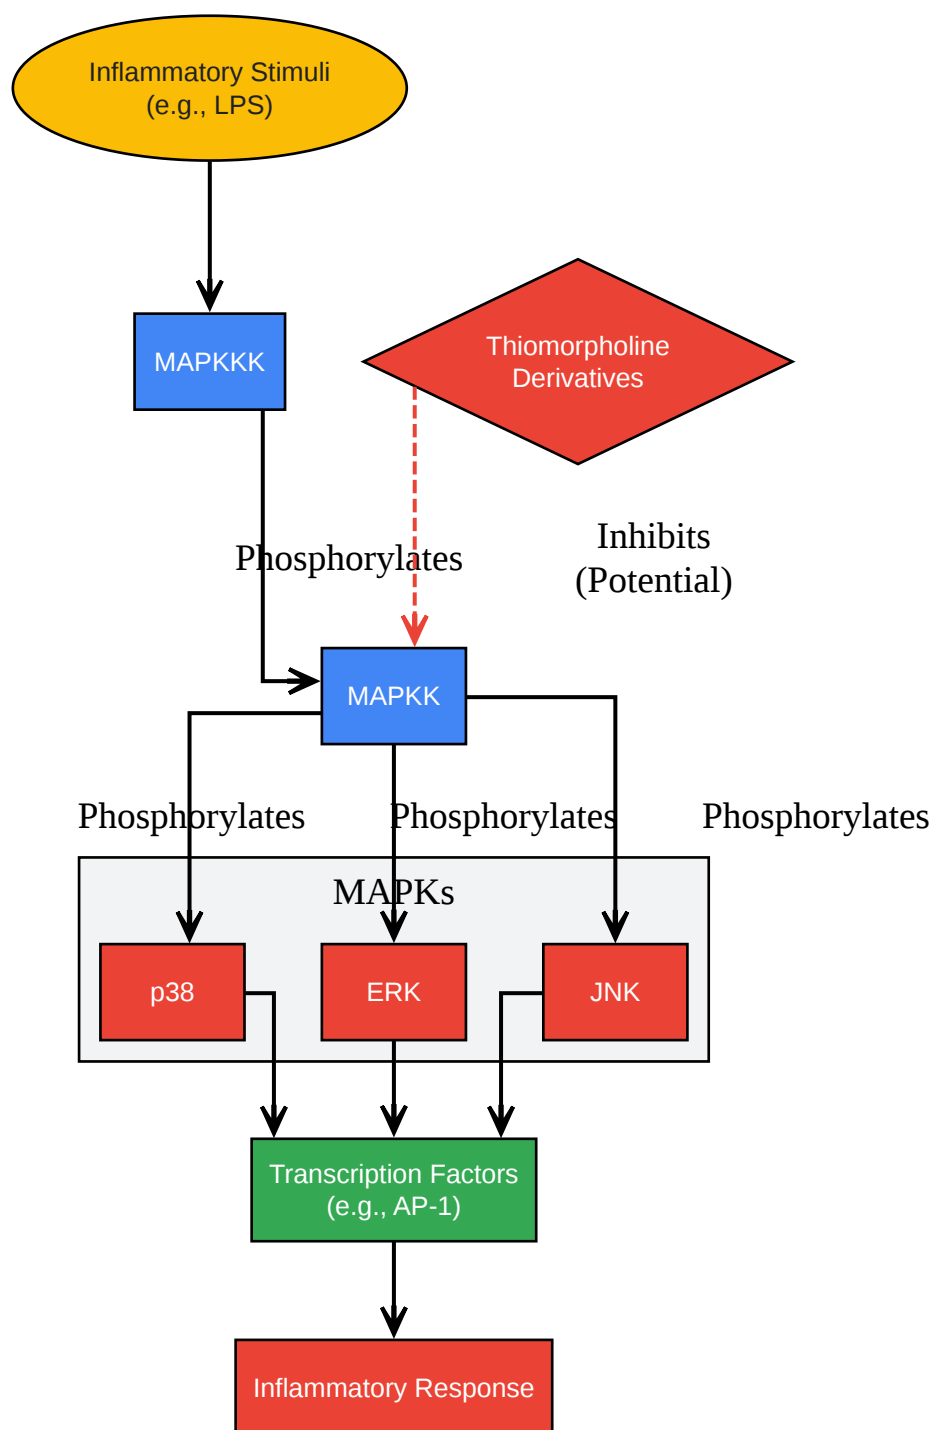 Inflammatory Stimuli
(e.g., LPS)
MAPKKK
Thiomorpholine
Derivatives
Phosphorylates
Inhibits
(Potential)
MAPKK
Phosphorylates
Phosphorylates
Phosphorylates
MAPKs
p38
ERK
JNK
Transcription Factors
(e.g., AP-1)
Inflammatory Response